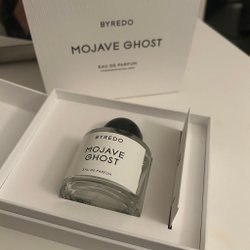 BYREDO
MOJAVE GHOST
EAU DE PARFUM
BYREDO
MOJAVE
GHOST
EAU DE PARFUM